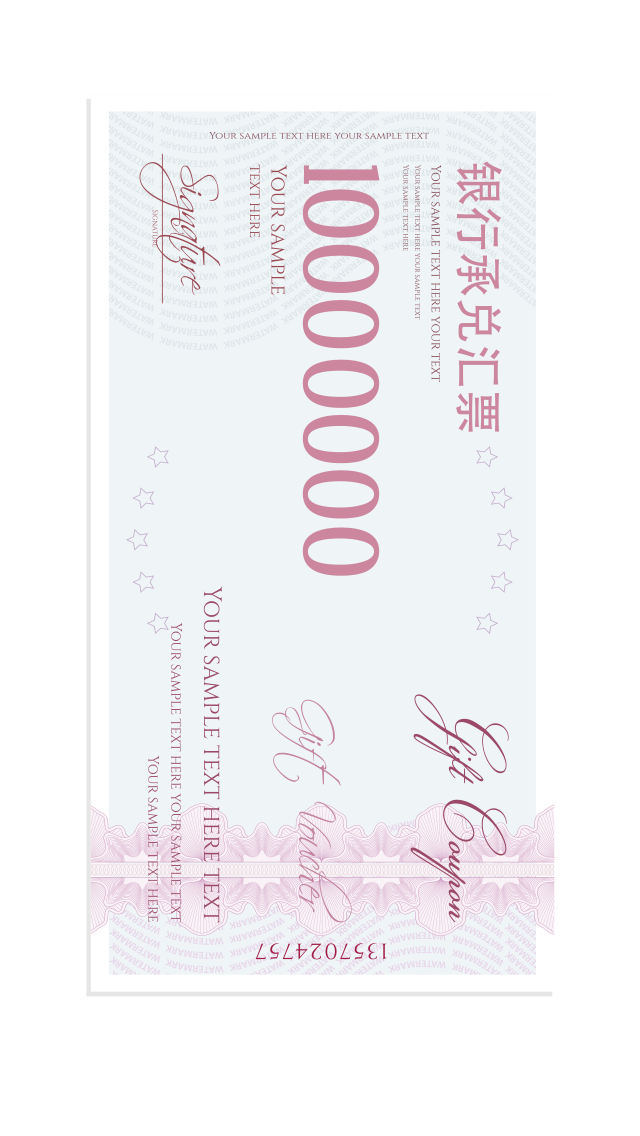 银行承兑汇票
Your sample text here your text
Your sample text here your sample text
Your sample text here
10000000
Your sample
text here
Signature
SIGNATURE
Your sample text here your sample text
Gift Coupon
Gift Voucher
Your sample text here text
Your sample text here your sample text
Your sample text here
1357024757
WATERMARK